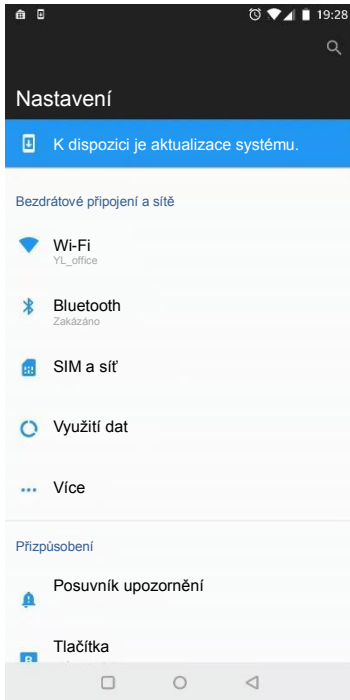 19:28
Nastavení
K dispozici je aktualizace systému.
Bezdrátové připojení a sítě
Wi-Fi
YL_office
Bluetooth
Zakázáno
SIM a síť
Využití dat
Více
Přizpůsobení
Posuvník upozornění
Tlačítka